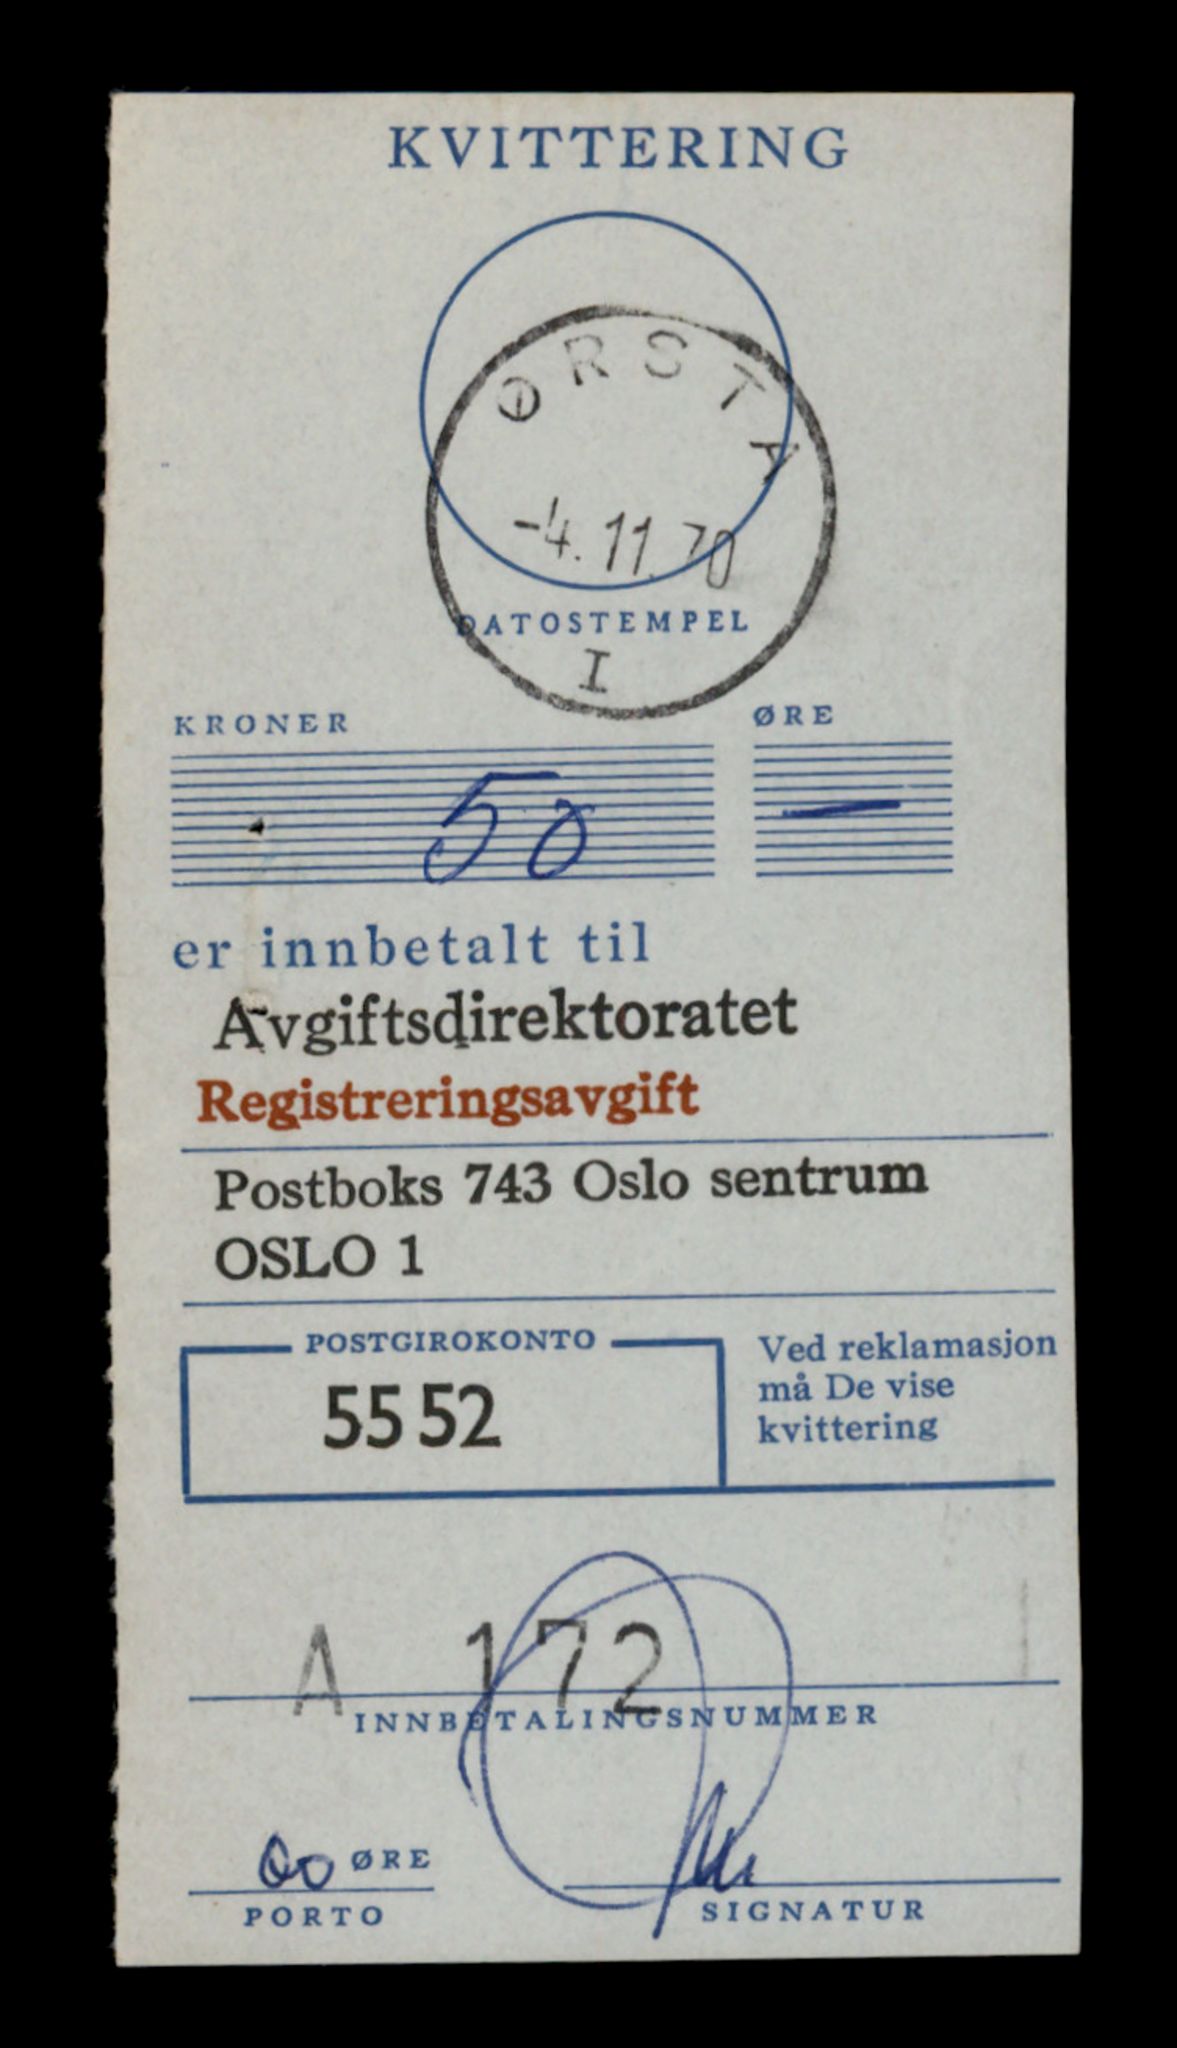 KVITTERING
ØRSTA
-4.11.70
DATOSTEMPEL
I
KRONER ØRE
50 —
er innbetalt til
Avgiftsdirektoratet
Registreringsavgift
Postboks 743 Oslo sentrum
OSLO 1
POSTGIROKONTO
5552
Ved reklamasjon
må De vise
kvittering
A 172
INNBETALINGSNUMMER
ØRE
PORTO
SIGNATUR